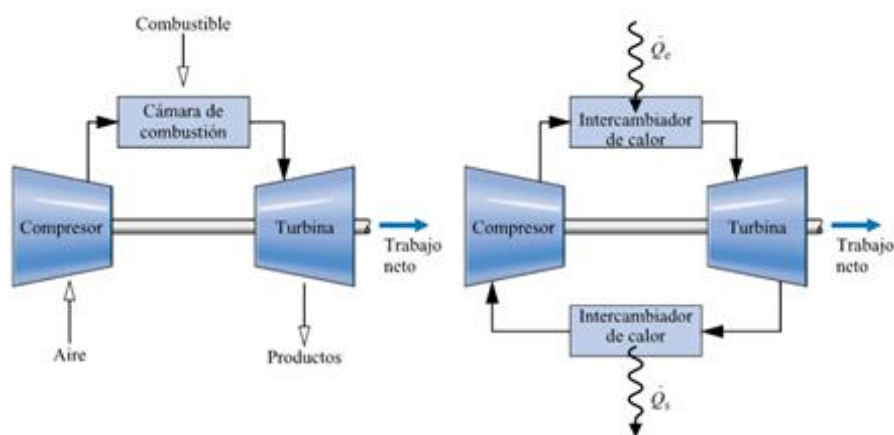 Combustible
Cámara de
combustión
Compresor
Turbina
Trabajo
neto
Aire
Productos
Q̇e
Intercambiador
de calor
Compresor
Turbina
Trabajo
neto
Intercambiador
de calor
Q̇s